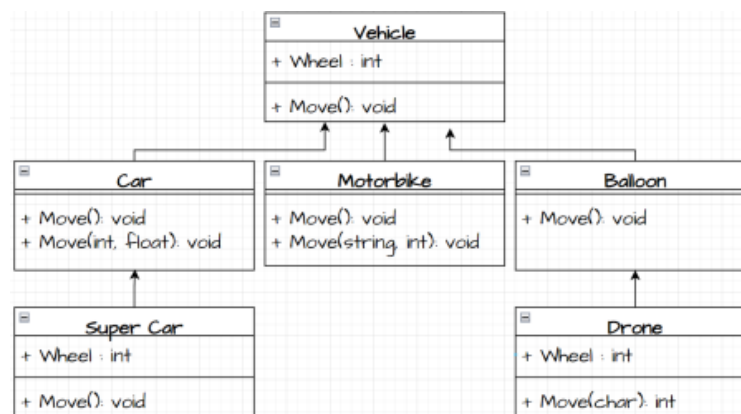 Vehicle
+ Wheel : int
+ Move(): void
Car
+ Move(): void
+ Move(int, float): void
Motorbike
+ Move(): void
+ Move(string, int): void
Balloon
+ Move(): void
Super Car
+ Wheel : int
+ Move(): void
Drone
+ Wheel : int
+ Move(char): int